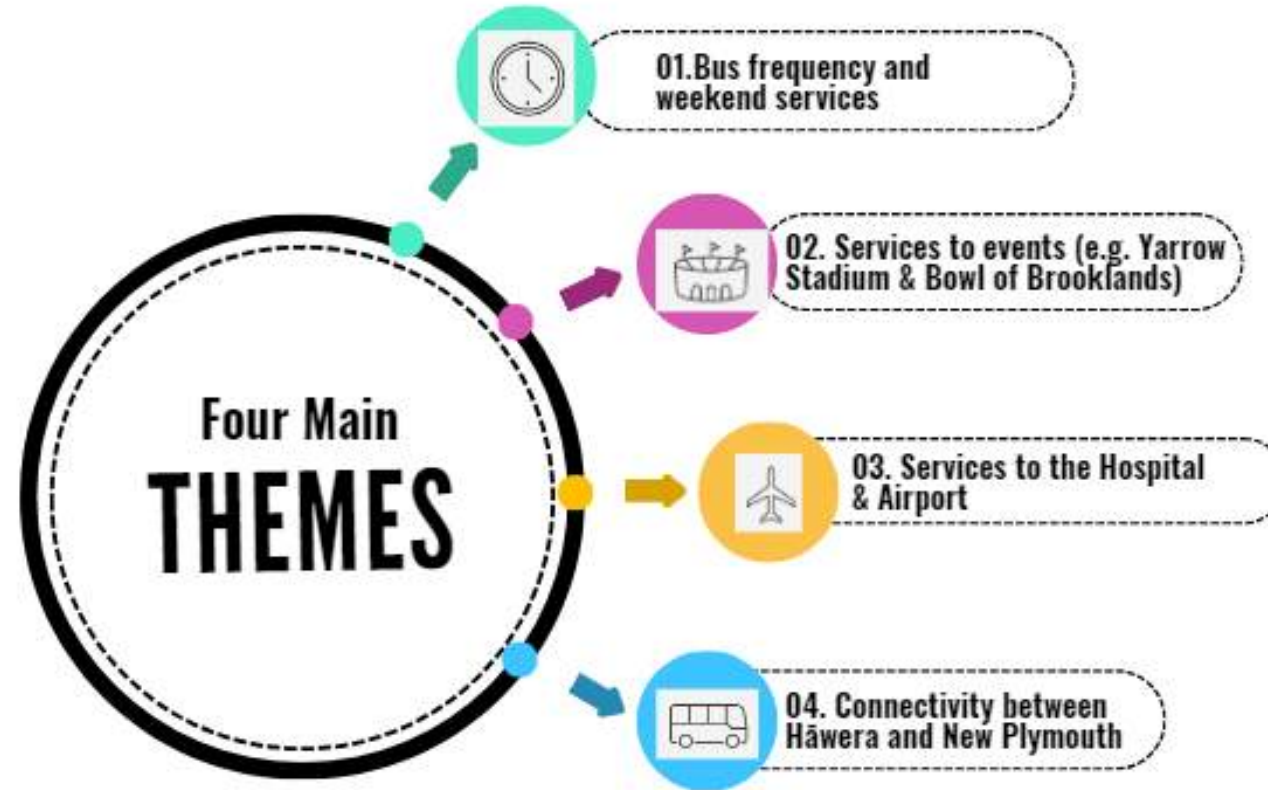 01.Bus frequency and
weekend services
02. Services to events (e.g. Yarrow
Stadium & Bowl of Brooklands)
Four Main
THEMES
03. Services to the Hospital
& Airport
04. Connectivity between
Hāwera and New Plymouth